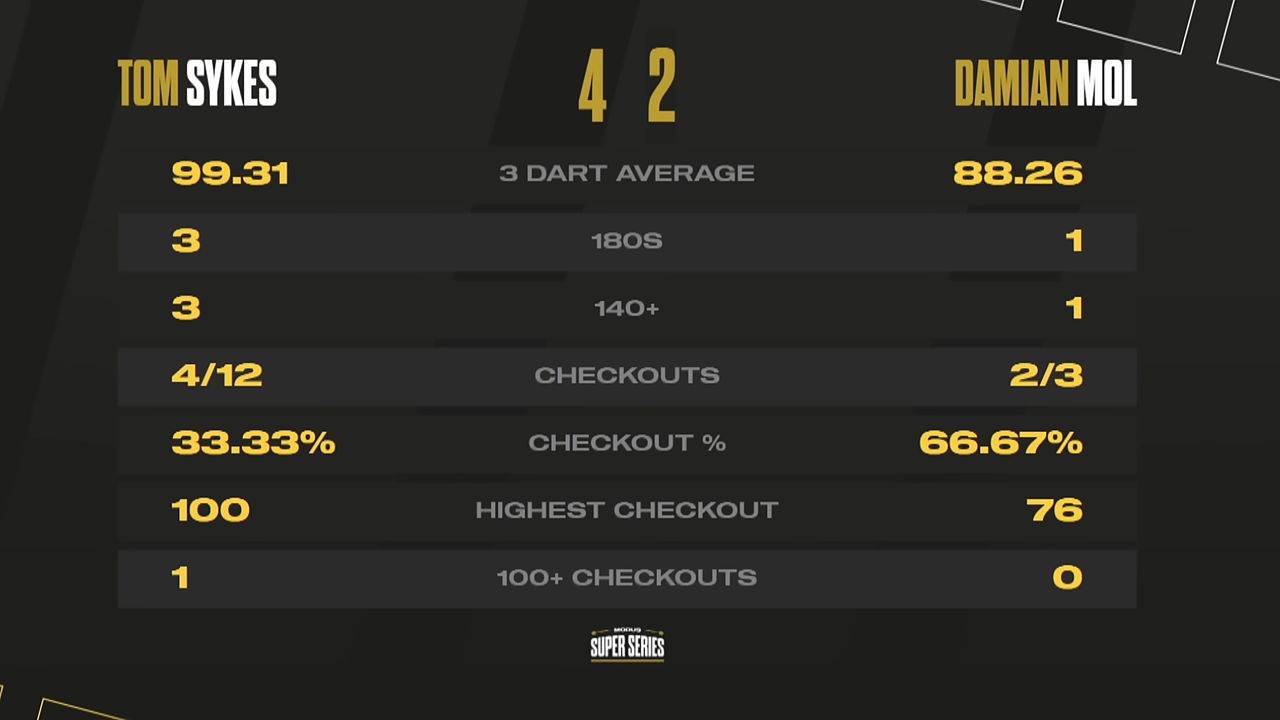 TOM SYKES 4 2 DAMIAN MOL
99.31 3 DART AVERAGE 88.26
3 180S 1
3 140+ 1
4/12 CHECKOUTS 2/3
33.33% CHECKOUT % 66.67%
100 HIGHEST CHECKOUT 76
1 100+ CHECKOUTS 0
MODUS
SUPER SERIES